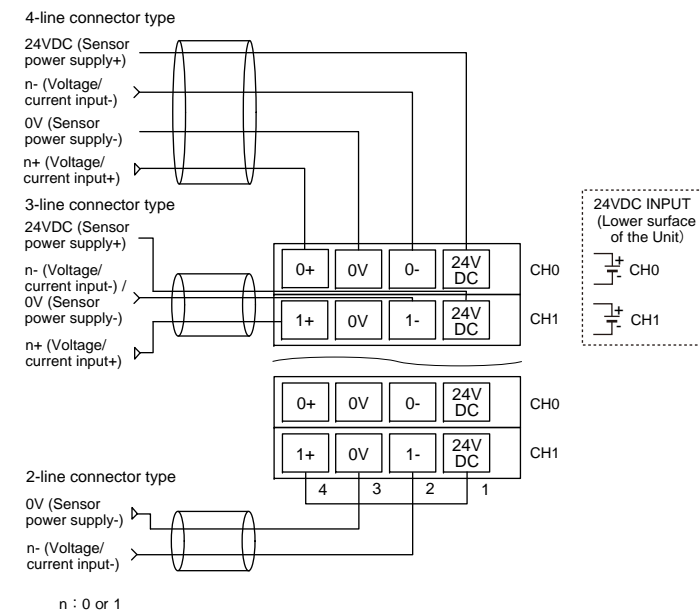 4-line connector type
24VDC (Sensor
power supply+)
n- (Voltage/
current input-)
0V (Sensor
power supply-)
n+ (Voltage/
current input+)
3-line connector type
24VDC (Sensor
power supply+)
n- (Voltage/
current input-) /
0V (Sensor
power supply-)
n+ (Voltage/
current input+)
0+ 0V 0- 24V DC CH0
1+ 0V 1- 24V DC CH1
24VDC INPUT
(Lower surface
of the Unit)
+ - CH0
+ - CH1
0+ 0V 0- 24V DC CH0
1+ 0V 1- 24V DC CH1
4 3 2 1
2-line connector type
0V (Sensor
power supply-)
n- (Voltage/
current input-)
n : 0 or 1